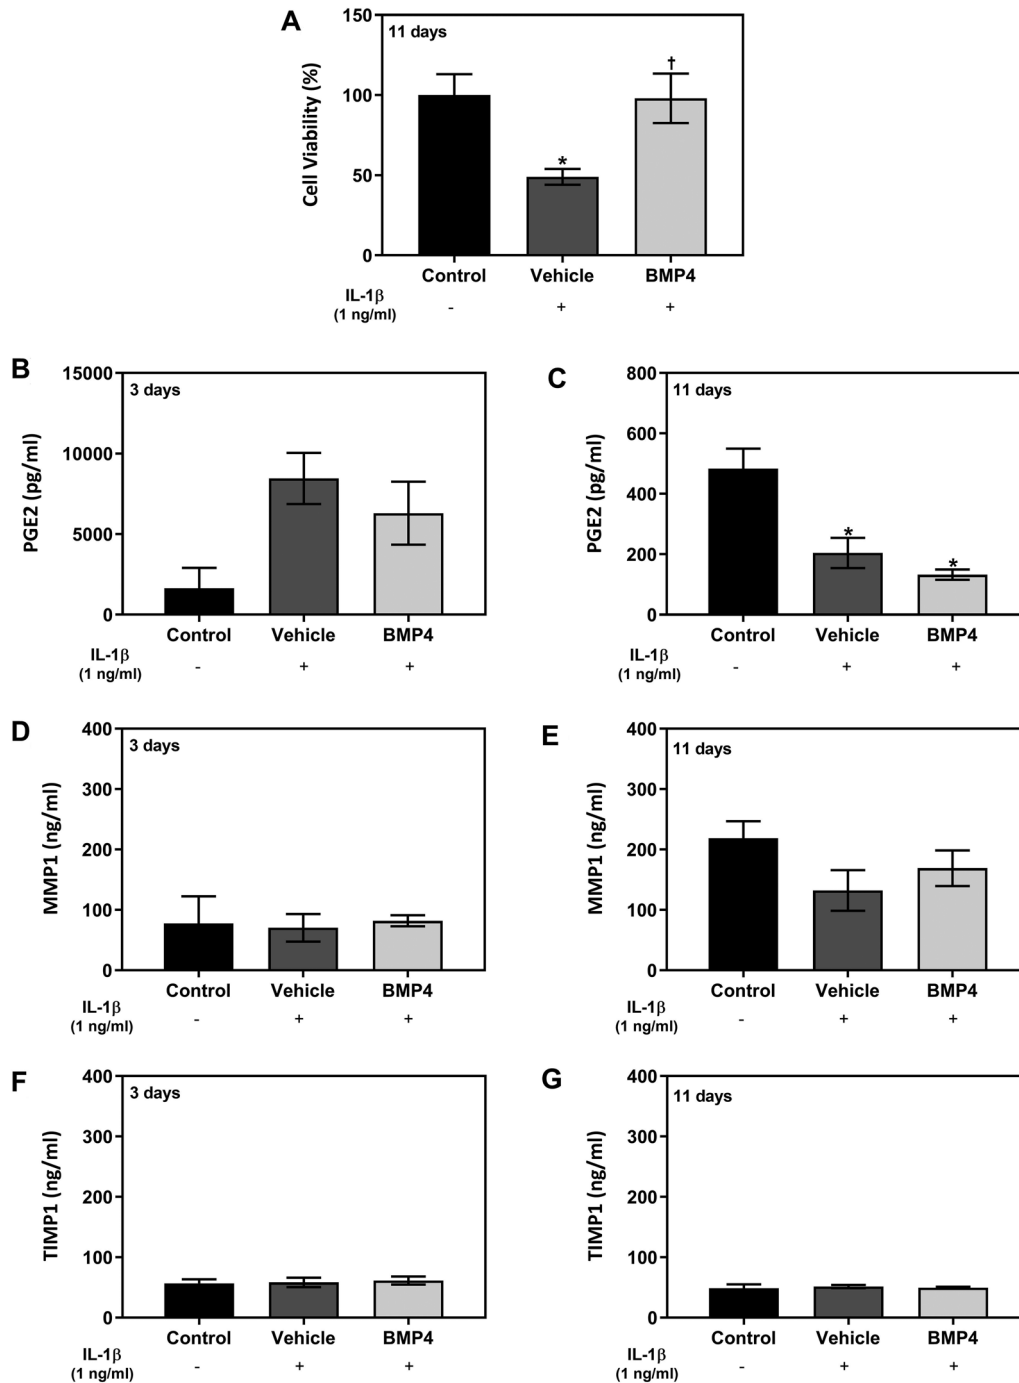 A
11 days
Cell Viability (%)
150
100
50
0
*
†
Control Vehicle BMP4
IL-1β
(1 ng/ml)
- + +
B
3 days
PGE2 (pg/ml)
15000
10000
5000
0
Control Vehicle BMP4
IL-1β
(1 ng/ml)
- + +
C
11 days
PGE2 (pg/ml)
800
600
400
200
0
*
*
Control Vehicle BMP4
IL-1β
(1 ng/ml)
- + +
D
3 days
MMP1 (ng/ml)
400
300
200
100
0
Control Vehicle BMP4
IL-1β
(1 ng/ml)
- + +
E
11 days
MMP1 (ng/ml)
400
300
200
100
0
Control Vehicle BMP4
IL-1β
(1 ng/ml)
- + +
F
3 days
TIMP1 (ng/ml)
400
300
200
100
0
Control Vehicle BMP4
IL-1β
(1 ng/ml)
- + +
G
11 days
TIMP1 (ng/ml)
400
300
200
100
0
Control Vehicle BMP4
IL-1β
(1 ng/ml)
- + +